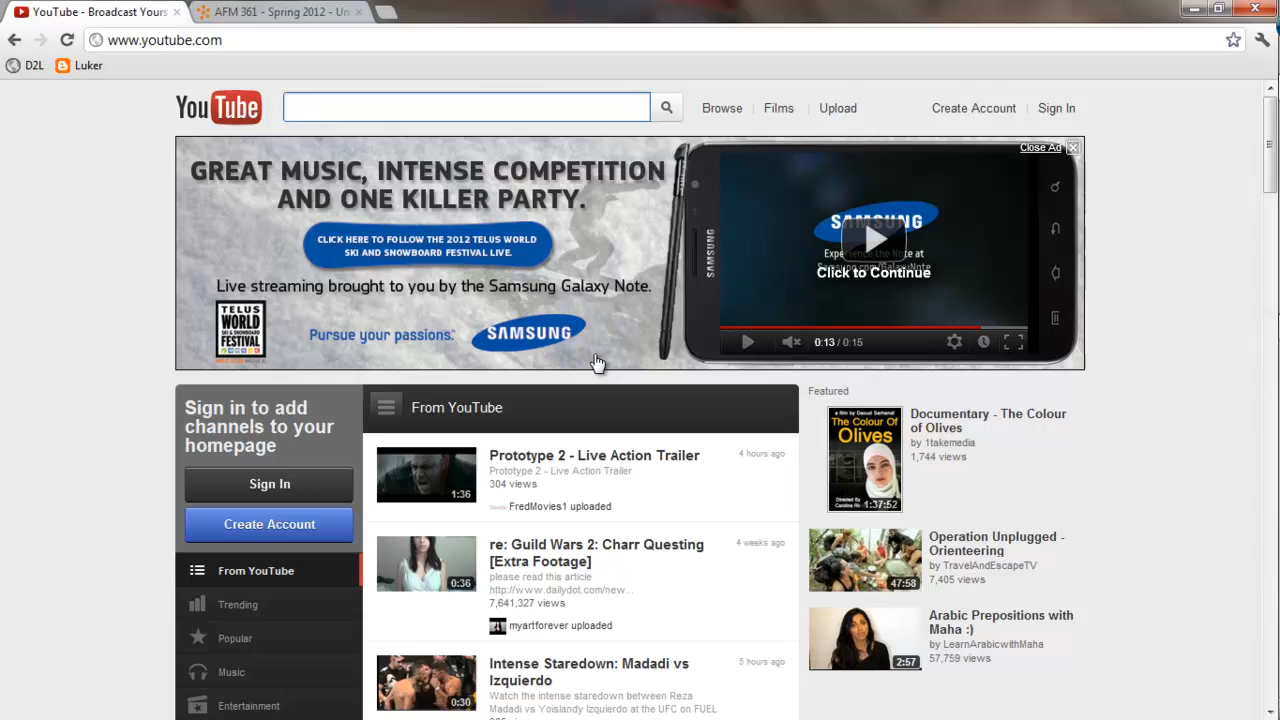 YouTube - Broadcast Yours
AFM 361 - Spring 2012 - Un
www.youtube.com
D2L
Luker
YouTube
Browse
Films
Upload
Create Account
Sign In
GREAT MUSIC, INTENSE COMPETITION
AND ONE KILLER PARTY.
CLICK HERE TO FOLLOW THE 2012 TELUS WORLD
SKI AND SNOWBOARD FESTIVAL LIVE.
Live streaming brought to you by the Samsung Galaxy Note.
TELUS
WORLD
SKI & SNOWBOARD
FESTIVAL
Pursue your passions.
SAMSUNG
Close Ad
SAMSUNG
SAMSUNG
Experience the Note at
Samsung.com/GalaxyNote
Click to Continue
0:13 / 0:15
Sign in to add
channels to your
homepage
Sign In
Create Account
From YouTube
Trending
Popular
Music
Entertainment
From YouTube
Prototype 2 - Live Action Trailer
4 hours ago
Prototype 2 - Live Action Trailer
304 views
FredMovies1 uploaded
1:36
re: Guild Wars 2: Charr Questing
[Extra Footage]
4 weeks ago
please read this article
http://www.dailydot.com/new...
7,641,327 views
myartforever uploaded
0:36
Intense Staredown: Madadi vs
Izquierdo
5 hours ago
Watch the intense staredown between Reza
Madadi vs Yoislandy Izquierdo at the UFC on FUEL
0:30
Featured
The Colour Of
Olives
1:37:52
Documentary - The Colour
of Olives
by 1takemedia
1,744 views
47:58
Operation Unplugged -
Orienteering
by TravelAndEscapeTV
7,405 views
2:57
Arabic Prepositions with
Maha :)
by LearnArabicwithMaha
57,759 views